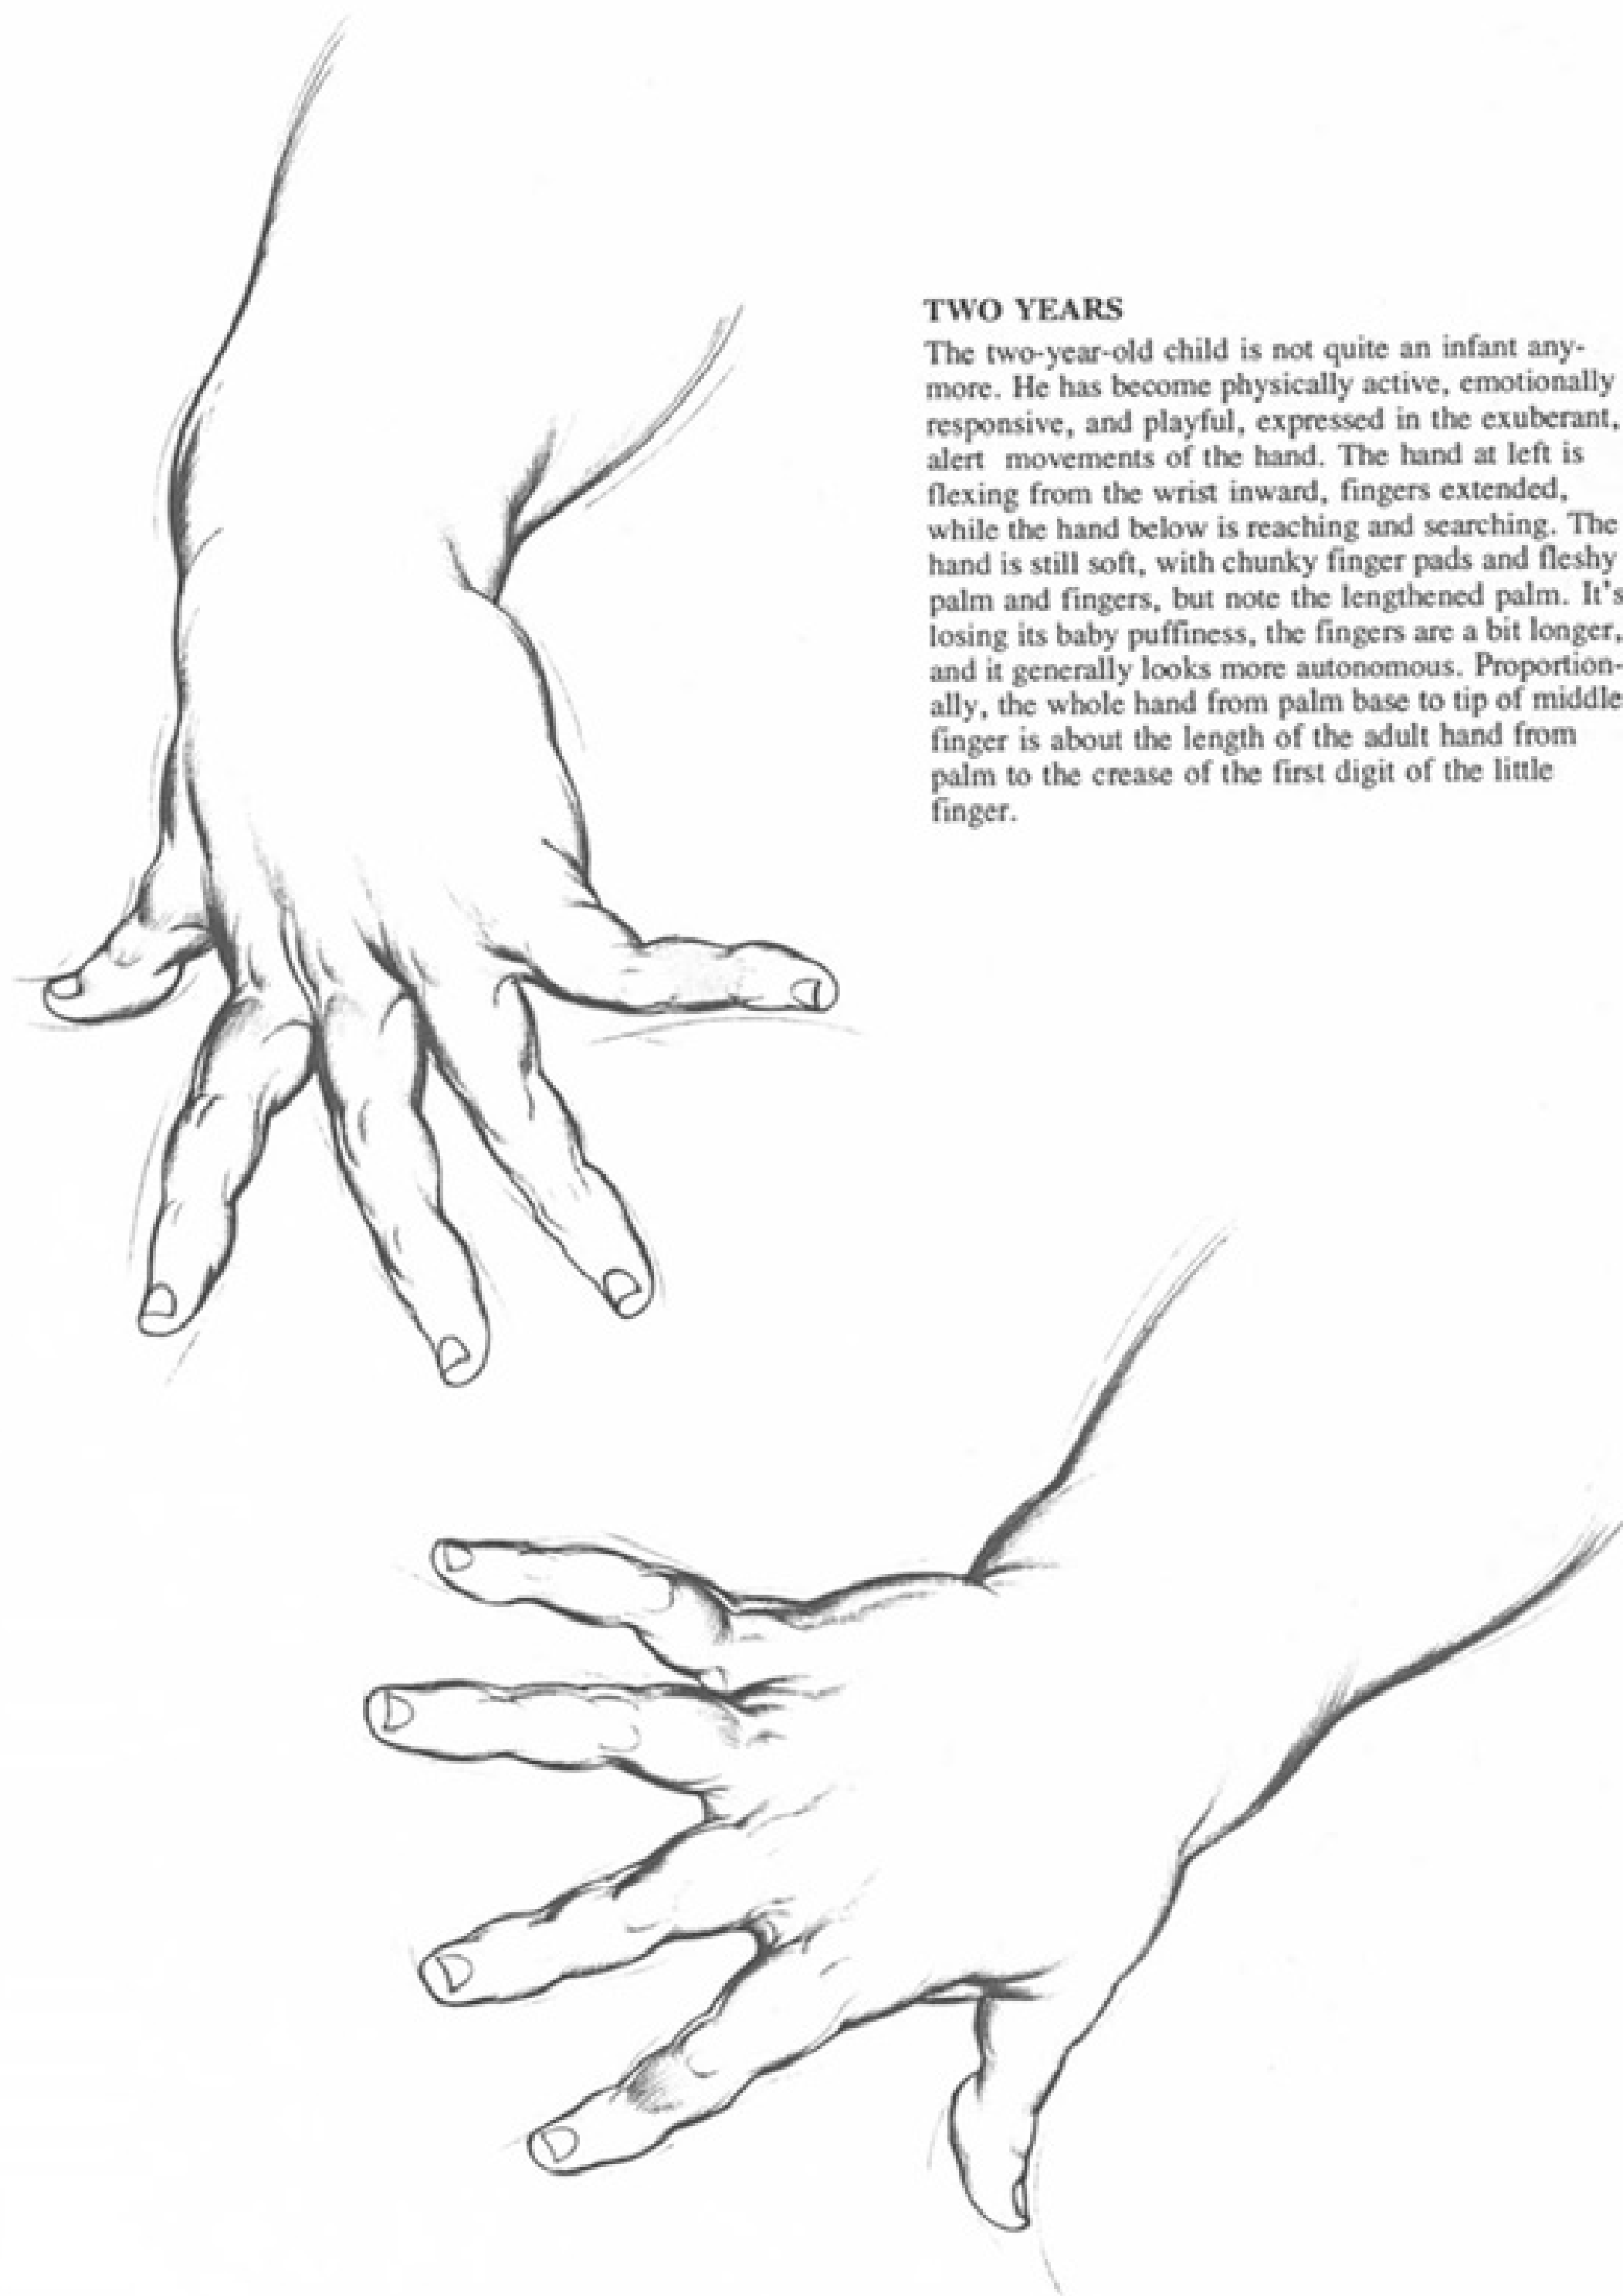 TWO YEARS
The two-year-old child is not quite an infant any-
more. He has become physically active, emotionally
responsive, and playful, expressed in the exuberant,
alert movements of the hand. The hand at left is
flexing from the wrist inward, fingers extended,
while the hand below is reaching and searching. The
hand is still soft, with chunky finger pads and fleshy
palm and fingers, but note the lengthened palm. It's
losing its baby puffiness, the fingers are a bit longer,
and it generally looks more autonomous. Proportion-
ally, the whole hand from palm base to tip of middle
finger is about the length of the adult hand from
palm to the crease of the first digit of the little
finger.